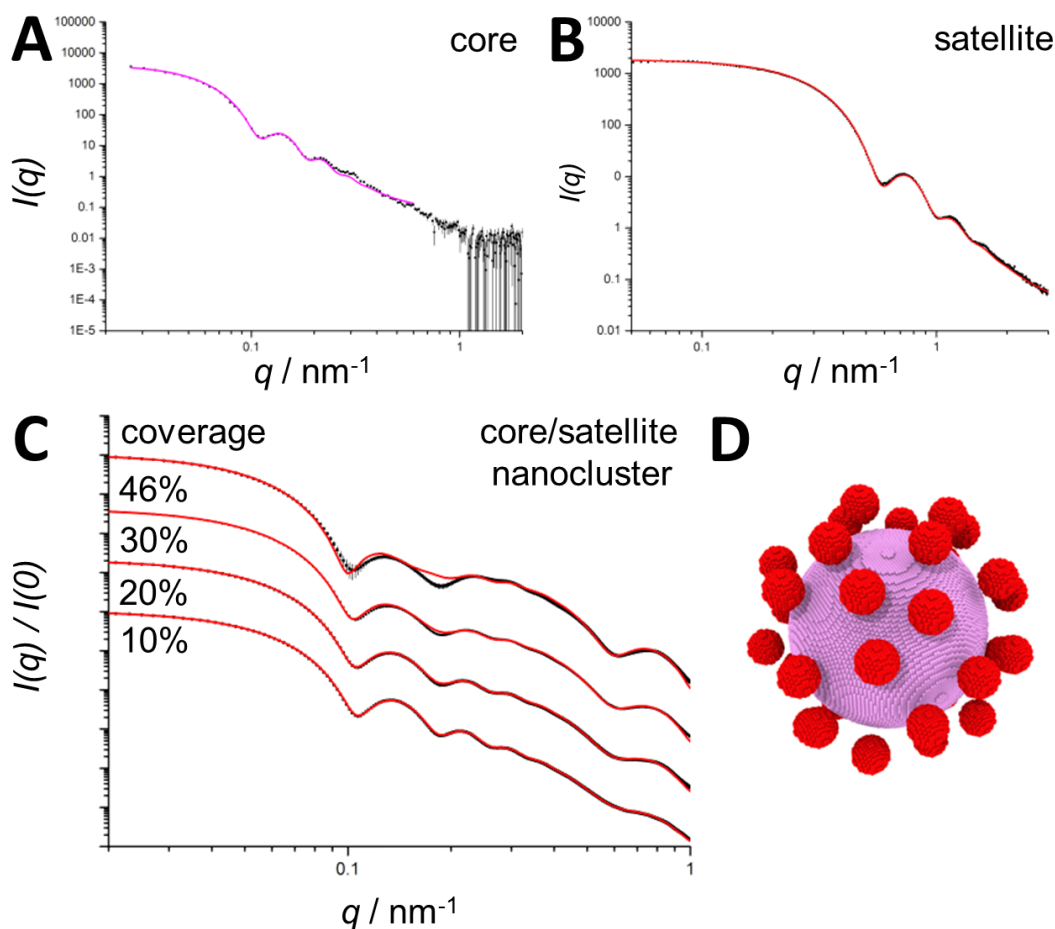 A
core
100000
10000
1000
100
10
1
0.1
0.01
1E-3
1E-4
1E-5
I(q)
0.1
1
q / nm-1
B
satellite
10000
1000
100
0
1
0.1
0.01
I(q)
0.1
1
q / nm-1
C
coverage
core/satellite
nanocluster
46%
30%
20%
10%
I(q) / I(0)
0.1
1
q / nm-1
D